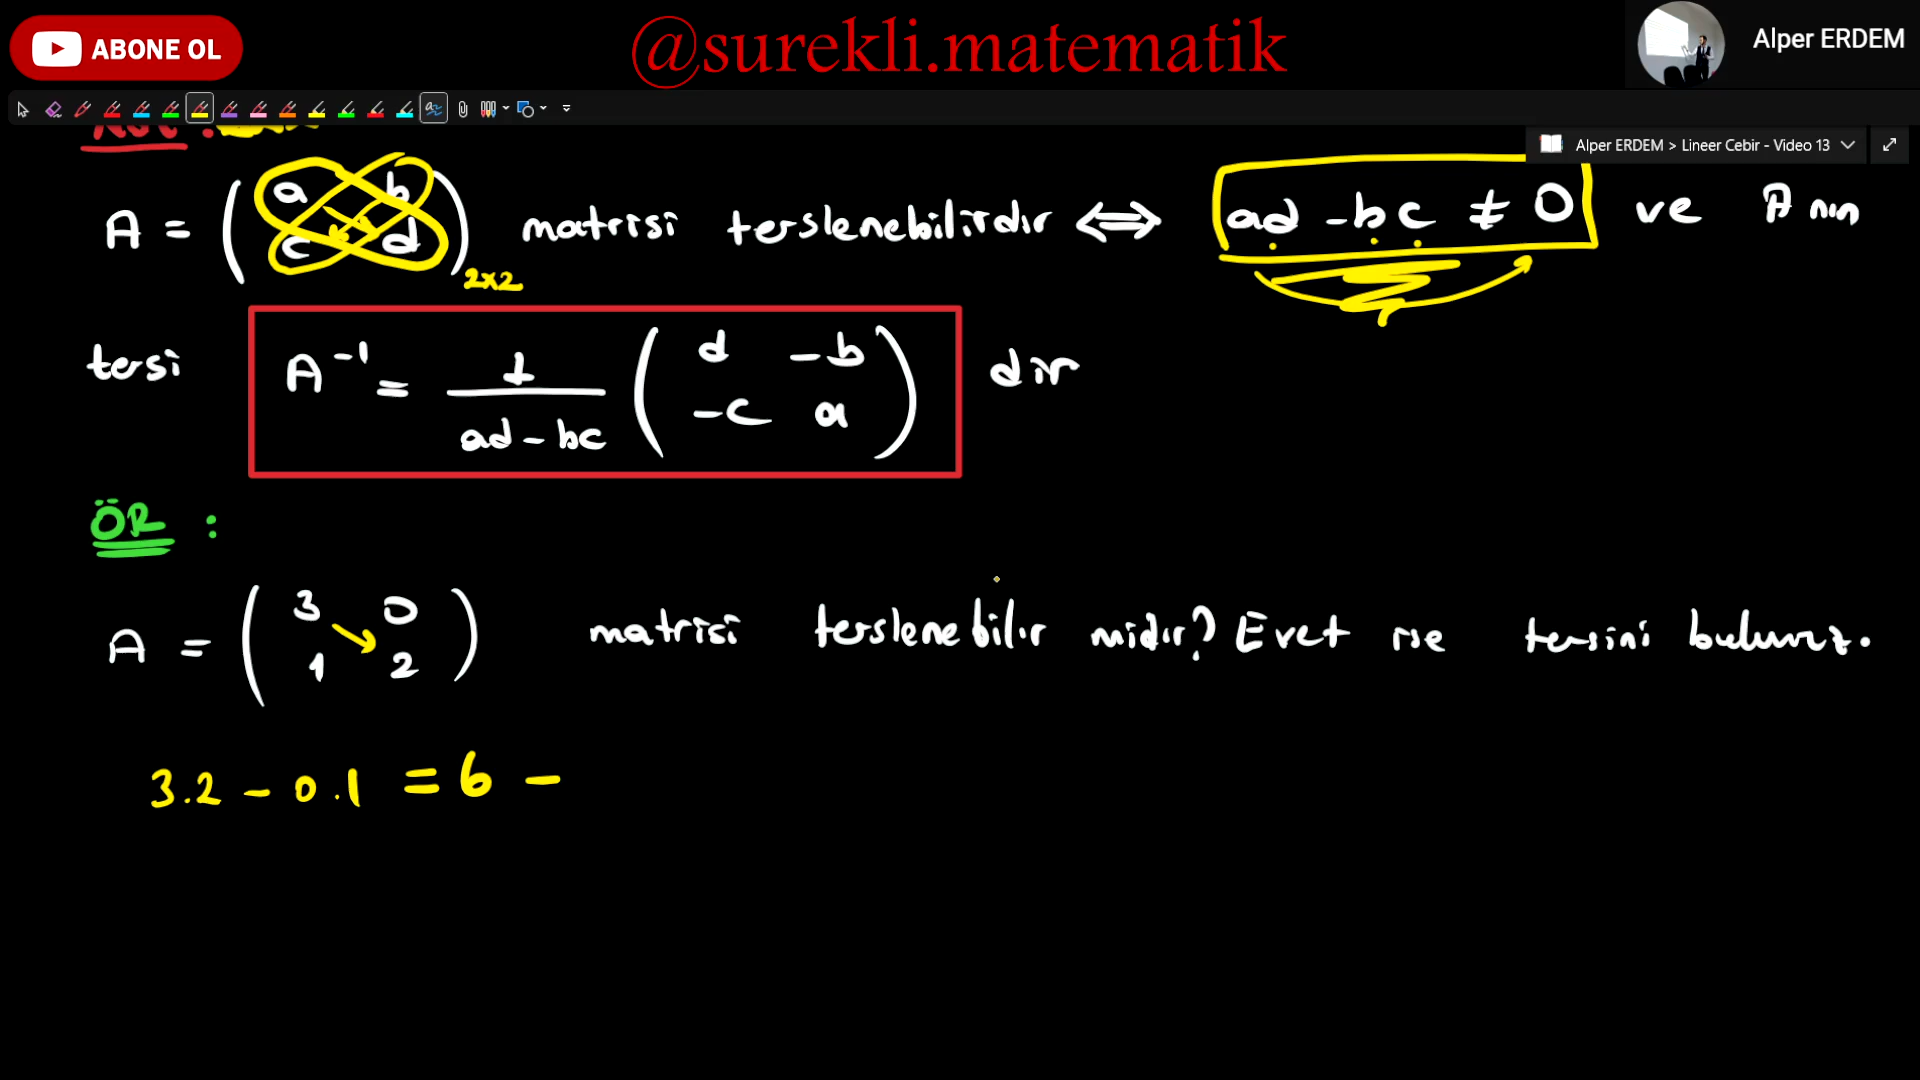 ABONE OL
@surekli.matematik
Alper ERDEM
Alper ERDEM > Lineer Cebir - Video 13
A = ( a b
c d ) 2x2 matrisi terslenebilirdir ⟺ ad - bc ≠ 0 ve A nın
tersi A⁻¹ = 1/(ad - bc) ( d -b
-c a ) dir
ÖR :
A = ( 3 0
1 2 ) matrisi terslenebilir midir? Evet ise tersini bulunuz.
3.2 - 0.1 = 6 -